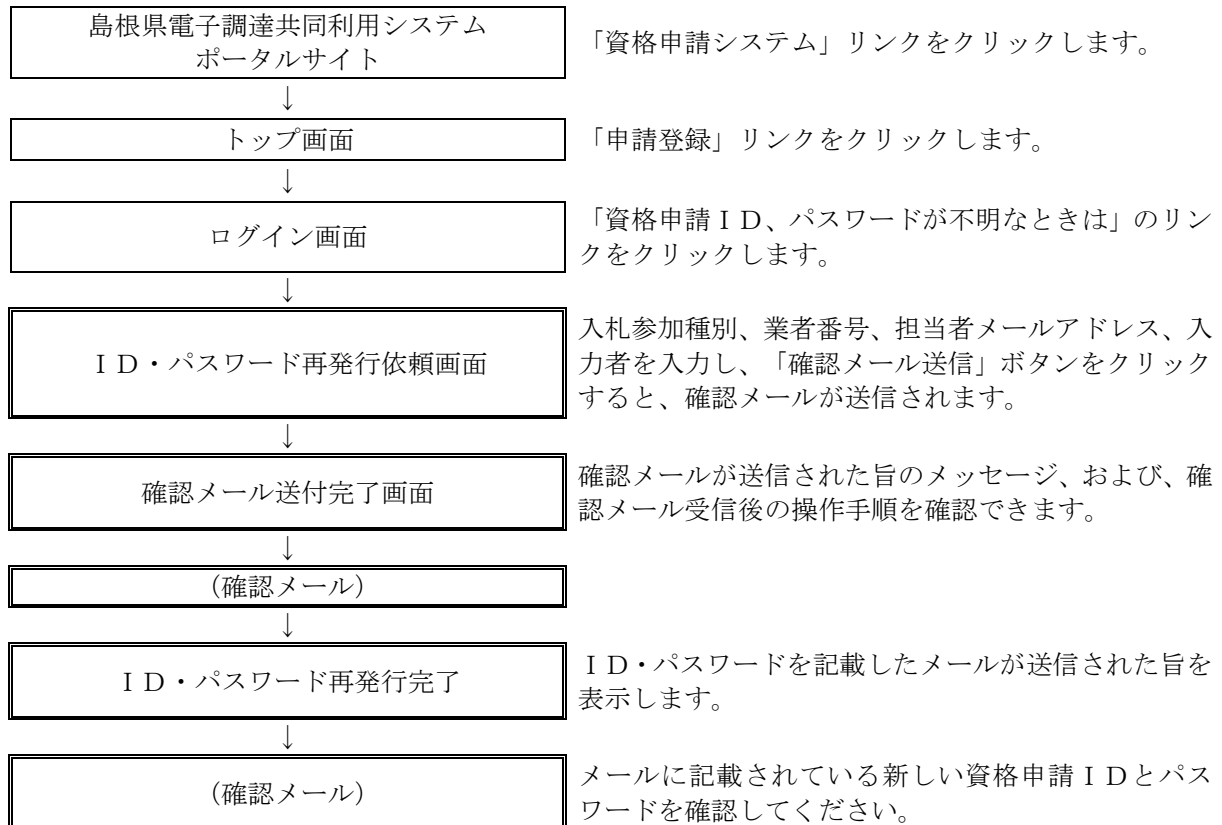 島根県電子調達共同利用システム
ポータルサイト
「資格申請システム」リンクをクリックします。
↓
トップ画面
「申請登録」リンクをクリックします。
↓
ログイン画面
「資格申請ＩＤ、パスワードが不明なときは」のリン
クをクリックします。
↓
ＩＤ・パスワード再発行依頼画面
入札参加種別、業者番号、担当者メールアドレス、入
力者を入力し、「確認メール送信」ボタンをクリック
すると、確認メールが送信されます。
↓
確認メール送付完了画面
確認メールが送信された旨のメッセージ、および、確
認メール受信後の操作手順を確認できます。
↓
（確認メール）
↓
ＩＤ・パスワード再発行完了
ＩＤ・パスワードを記載したメールが送信された旨を
表示します。
↓
（確認メール）
メールに記載されている新しい資格申請ＩＤとパス
ワードを確認してください。